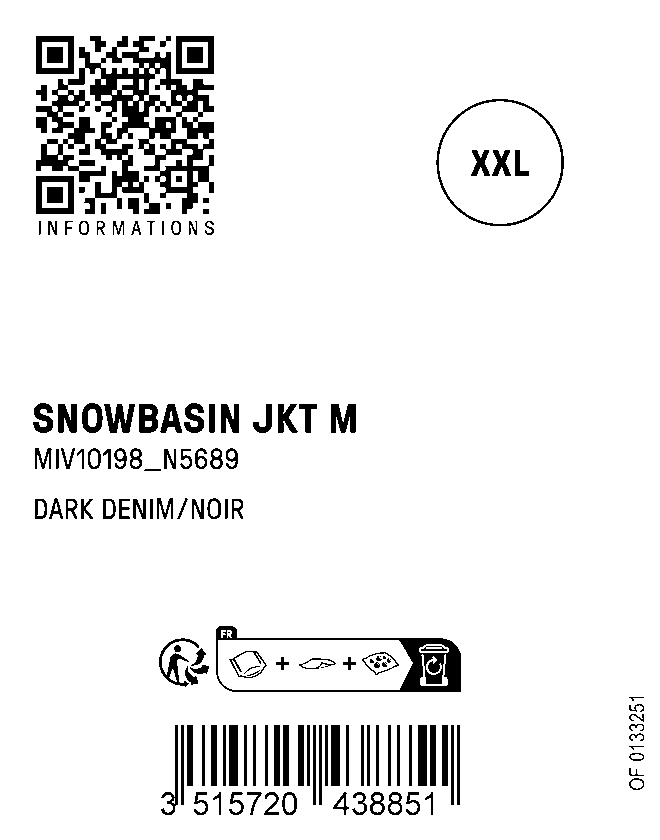 INFORMATIONS
XXL
SNOWBASIN JKT M
MIV10198_N5689
DARK DENIM/NOIR
FR
3 515720 438851
OF 0133251